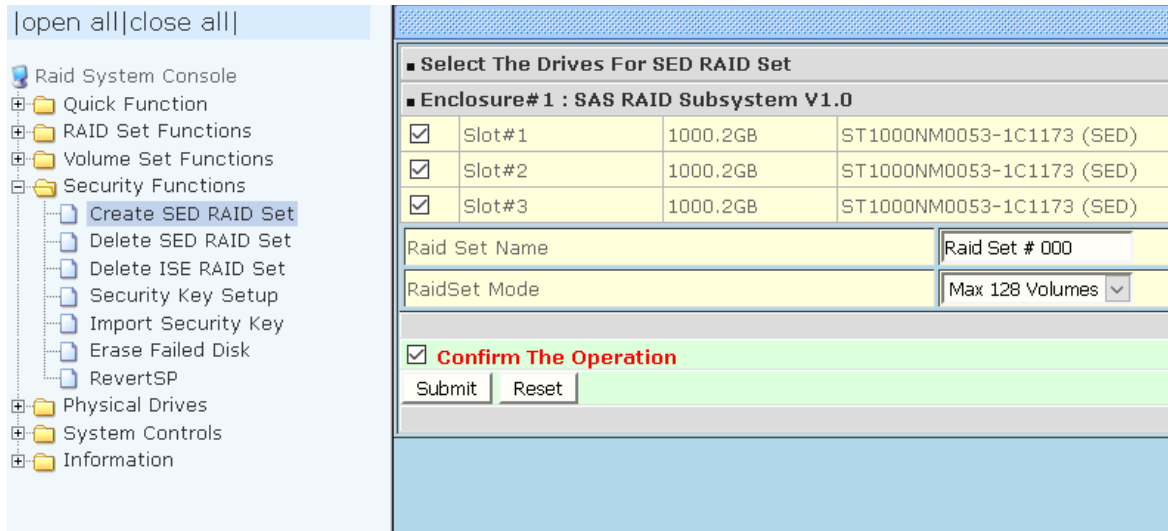 |open all|close all|
Raid System Console
Quick Function
RAID Set Functions
Volume Set Functions
Security Functions
Create SED RAID Set
Delete SED RAID Set
Delete ISE RAID Set
Security Key Setup
Import Security Key
Erase Failed Disk
RevertSP
Physical Drives
System Controls
Information
Select The Drives For SED RAID Set
Enclosure#1 : SAS RAID Subsystem V1.0
Slot#1 1000.2GB ST1000NM0053-1C1173 (SED)
Slot#2 1000.2GB ST1000NM0053-1C1173 (SED)
Slot#3 1000.2GB ST1000NM0053-1C1173 (SED)
Raid Set Name Raid Set # 000
RaidSet Mode Max 128 Volumes
Confirm The Operation
Submit Reset